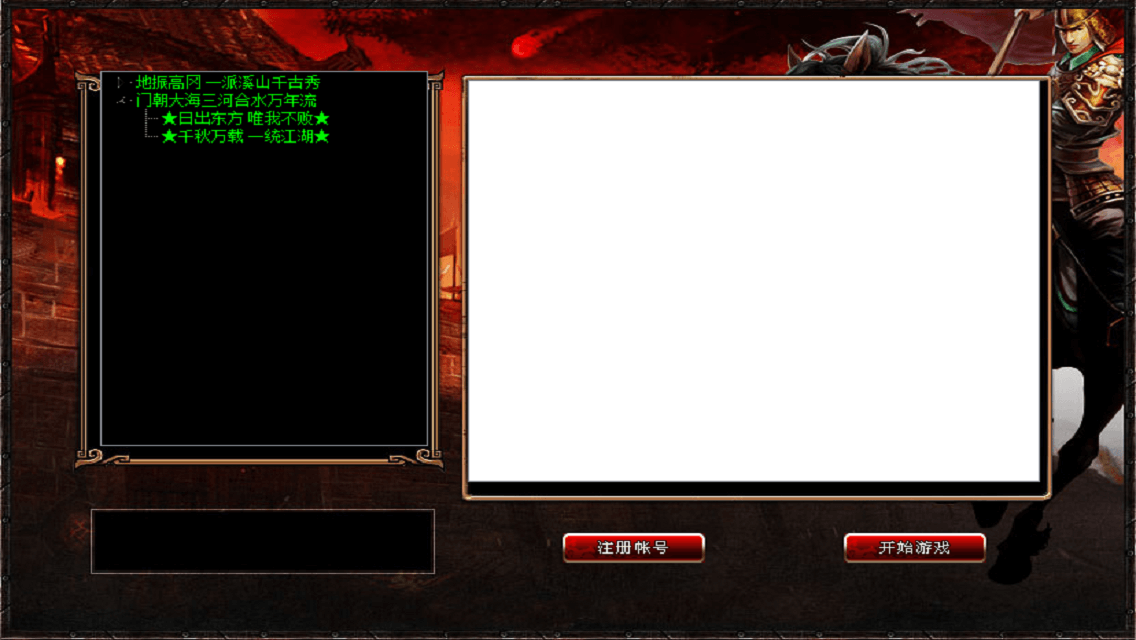 地振高冈 一派溪山千古秀
门朝大海三河合水万年流
★日出东方 唯我不败★
★千秋万载 一统江湖★
注册帐号
开始游戏